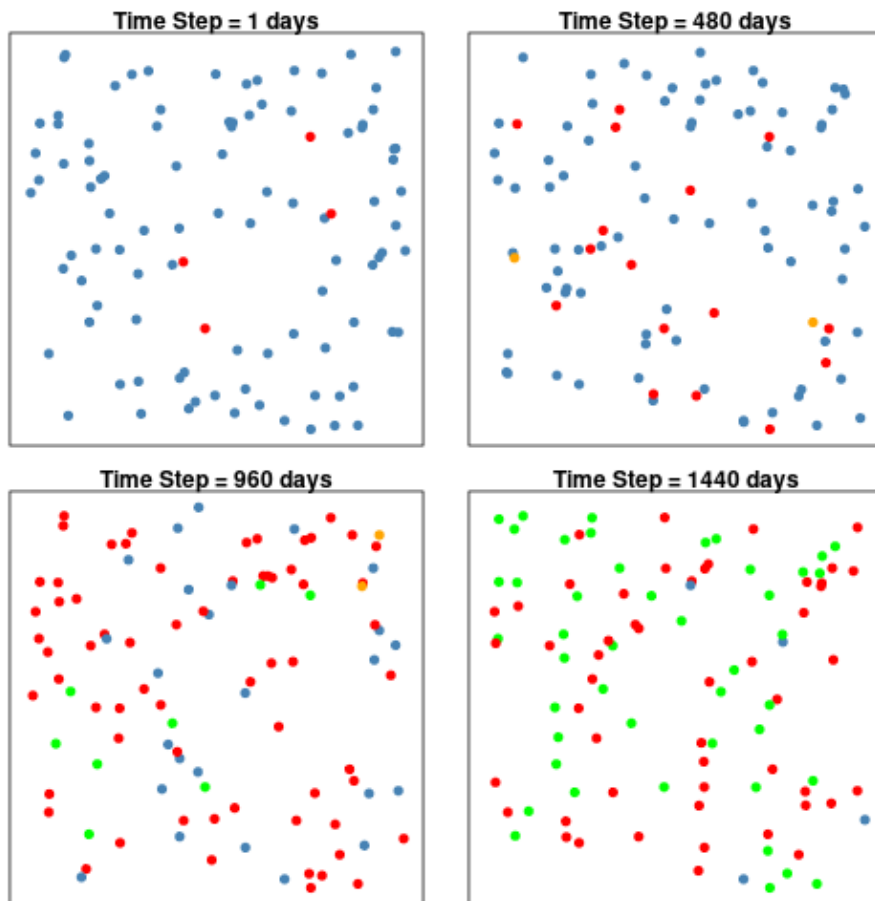 Time Step = 1 days
Time Step = 480 days
Time Step = 960 days
Time Step = 1440 days